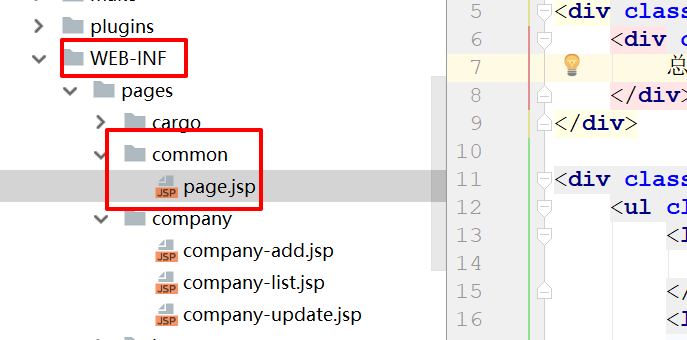 plugins
WEB-INF
pages
cargo
common
JSP page.jsp
company
JSP company-add.jsp
JSP company-list.jsp
JSP company-update.jsp
5 <div class
6 <div c
7 总
8 </div>
9 </div>
10
11 <div class
12 <ul cl
13 <l
14
15 </
16 <l